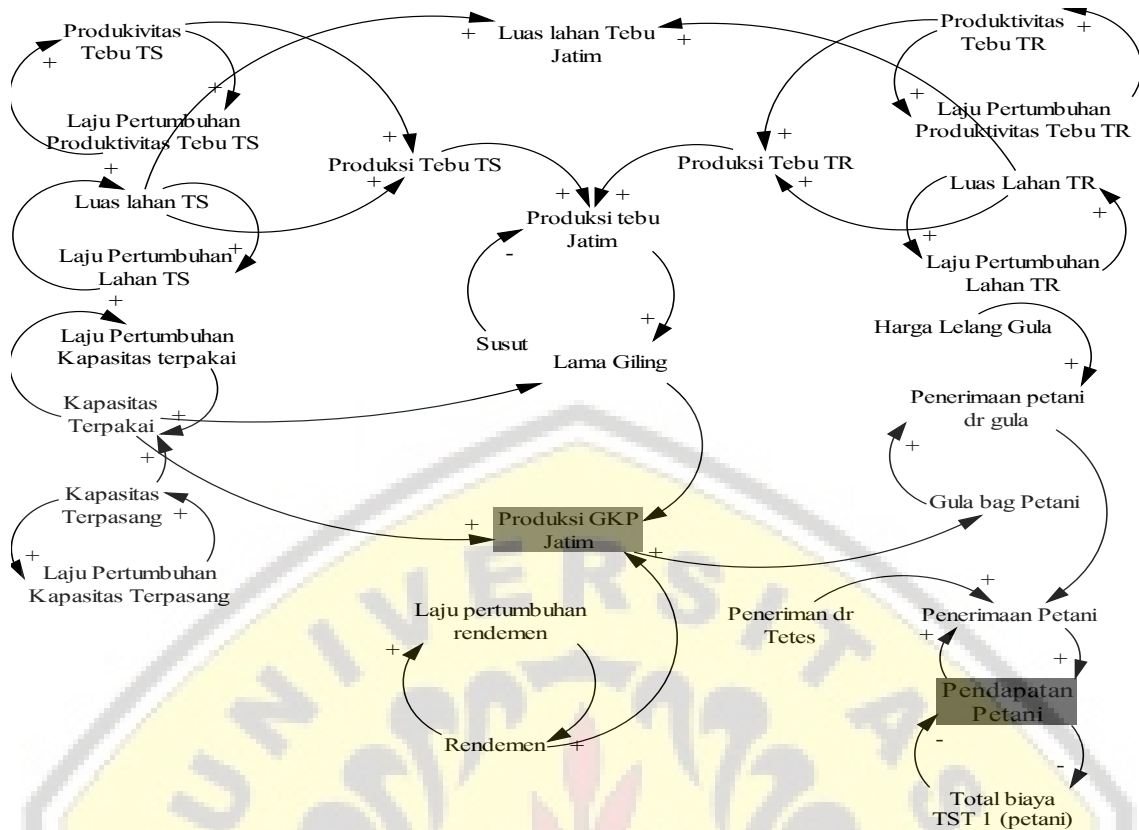 Produkivitas
Tebu TS
+
+
Laju Pertumbuhan
Produktivitas Tebu TS
+
Luas lahan TS
+
Laju Pertumbuhan
Lahan TS
+
Laju Pertumbuhan
Kapasitas terpakai
Kapasitas
Terpakai
+
+
Kapasitas
Terpasang
+
+
Laju Pertumbuhan
Kapasitas Terpasang
+
Luas lahan Tebu
Jatim
+
+
Produksi Tebu TS
+
+
Produksi Tebu TR
+
+
+
Produksi tebu
Jatim
-
Susut
+
Lama Giling
+
Produksi GKP
Jatim
+
Laju pertumbuhan
rendemen
+
Rendemen
+
Produktivitas
Tebu TR
+
+
Laju Pertumbuhan
Produktivitas Tebu TR
Luas Lahan TR
+
+
Laju Pertumbuhan
Lahan TR
Harga Lelang Gula
+
Penerimaan petani
dr gula
+
Gula bag Petani
Peneriman dr
Tetes
+
Penerimaan Petani
+
+
Pendapatan
Petani
-
-
Total biaya
TST 1 (petani)
UNIVERSITAS